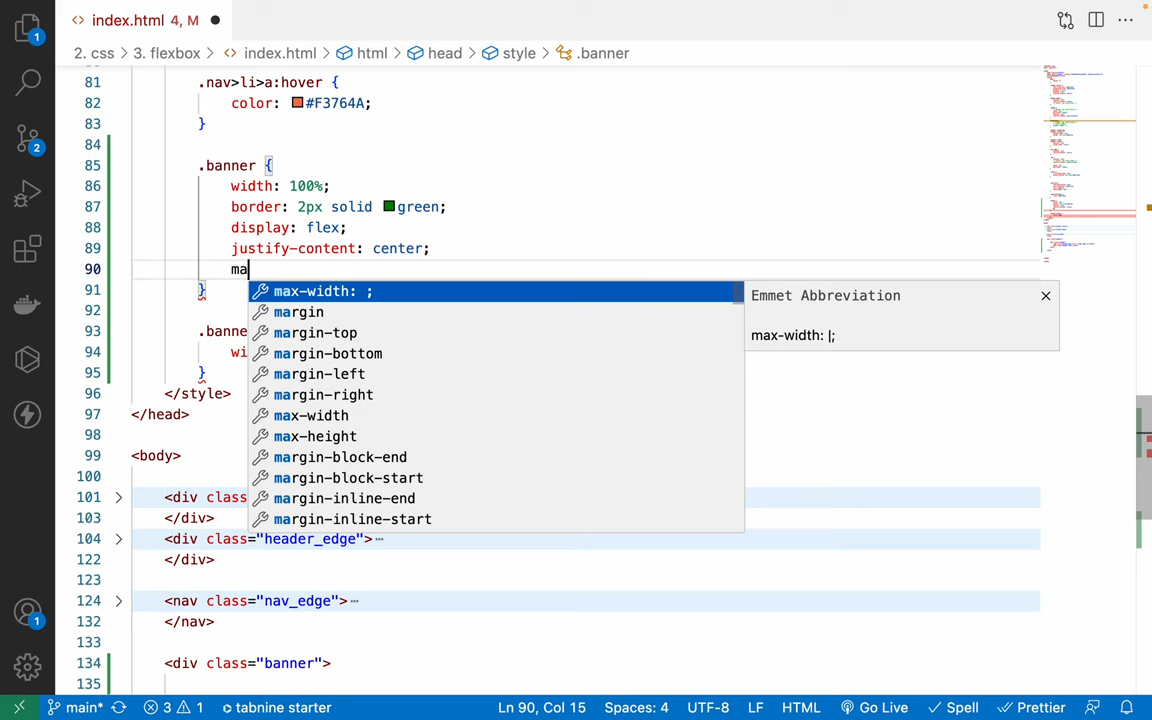 index.html 4, M
2. css > 3. flexbox > index.html > html > head > style > .banner
81 .nav>li>a:hover {
82 color: #F3764A;
83 }
84
85 .banner {
86 width: 100%;
87 border: 2px solid green;
88 display: flex;
89 justify-content: center;
90 ma
max-width: ;
Emmet Abbreviation
max-width: |;
margin
margin-top
margin-bottom
margin-left
margin-right
max-width
max-height
margin-block-end
margin-block-start
margin-inline-end
margin-inline-start
91 }
92
93 .banne
94 wi
95 }
96 </style>
97 </head>
98
99 <body>
100
101 <div class=
103 </div>
104 <div class="header_edge">
122 </div>
123
124 <nav class="nav_edge">
132 </nav>
133
134 <div class="banner">
135
1
2
1
main* 3 1 tabnine starter Ln 90, Col 15 Spaces: 4 UTF-8 LF HTML Go Live Spell Prettier